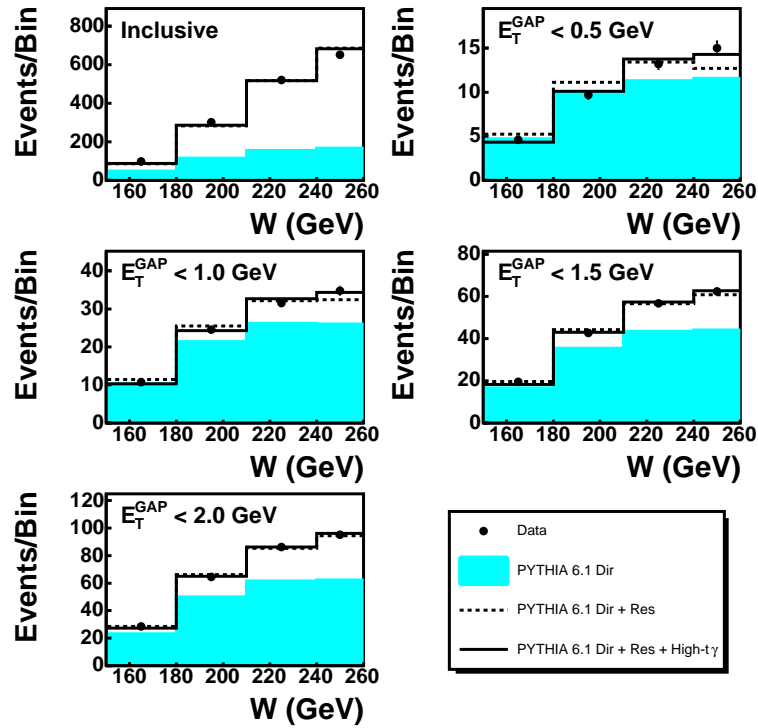 Inclusive
Events/Bin
800
600
400
200
0
160 180 200 220 240 260
W (GeV)
E_T^GAP < 0.5 GeV
Events/Bin
15
10
5
0
160 180 200 220 240 260
W (GeV)
E_T^GAP < 1.0 GeV
Events/Bin
40
30
20
10
0
160 180 200 220 240 260
W (GeV)
E_T^GAP < 1.5 GeV
Events/Bin
80
60
40
20
0
160 180 200 220 240 260
W (GeV)
E_T^GAP < 2.0 GeV
Events/Bin
120
100
80
60
40
20
0
160 180 200 220 240 260
W (GeV)
Data
PYTHIA 6.1 Dir
PYTHIA 6.1 Dir + Res
PYTHIA 6.1 Dir + Res + High-t γ